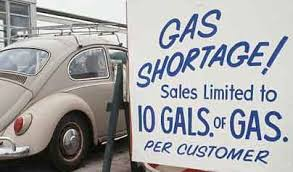 GAS
SHORTAGE!
Sales Limited to
10 GALS. OF GAS.
PER CUSTOMER